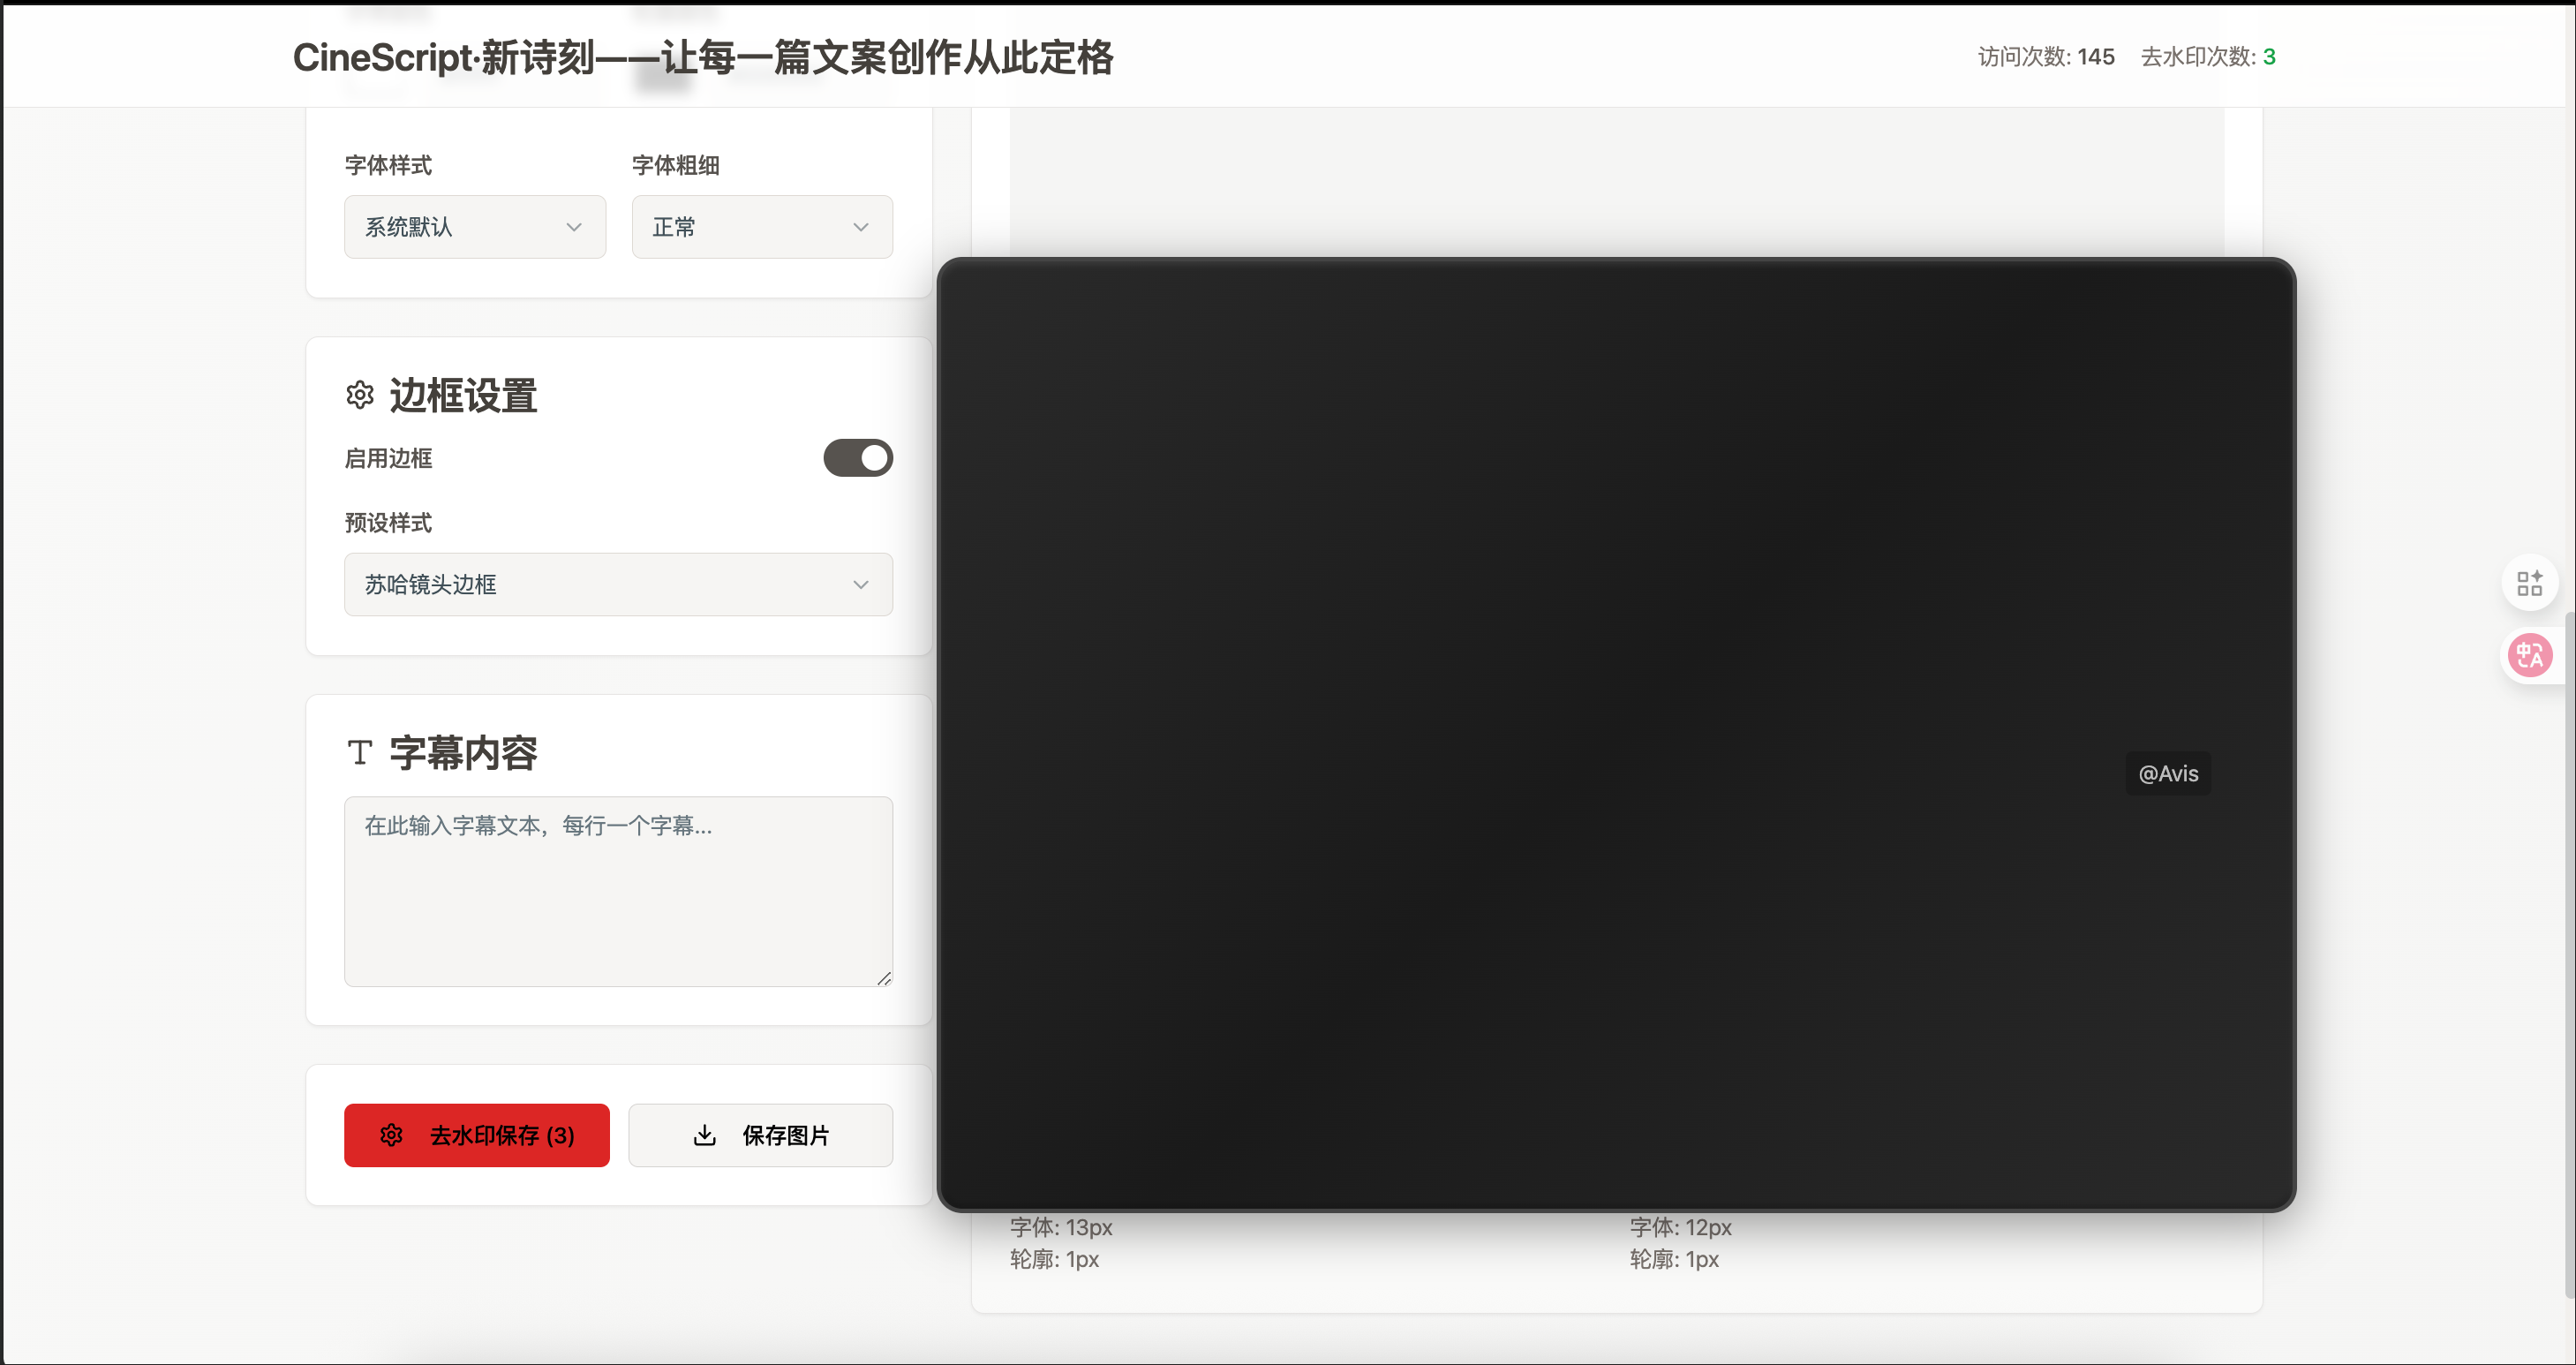 CineScript·新诗刻——让每一篇文案创作从此定格
访问次数: 145 去水印次数: 3
字体样式 字体粗细
系统默认 正常
边框设置
启用边框
预设样式
苏哈镜头边框
字幕内容
在此输入字幕文本，每行一个字幕...
@Avis
去水印保存 (3) 保存图片
字体: 13px 字体: 12px
轮廓: 1px 轮廓: 1px